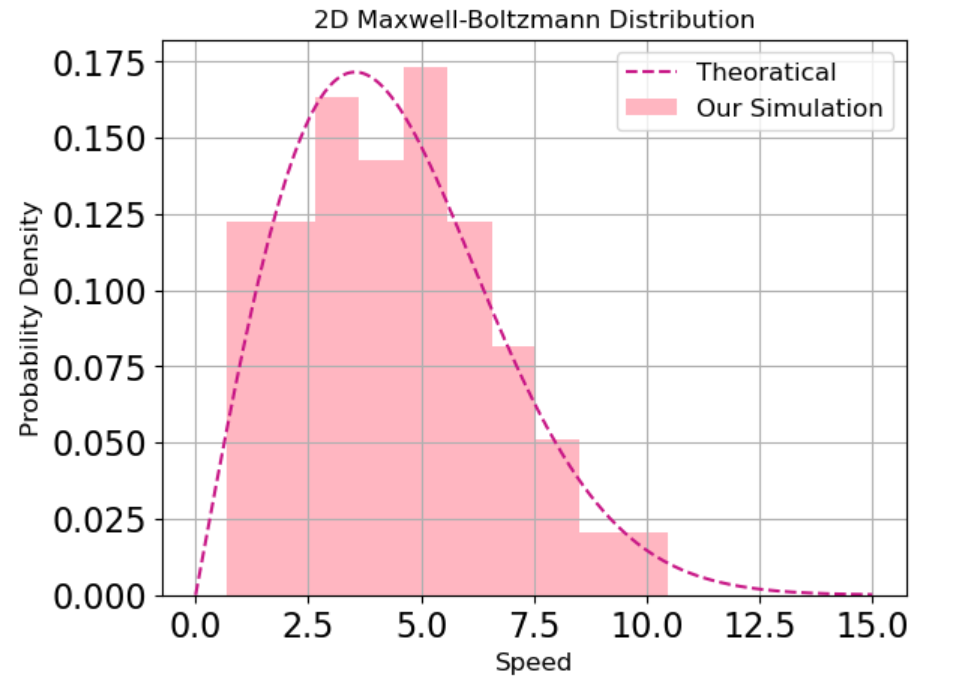 2D Maxwell-Boltzmann Distribution
Theoratical
Our Simulation
Probability Density
0.175
0.150
0.125
0.100
0.075
0.050
0.025
0.000
0.0 2.5 5.0 7.5 10.0 12.5 15.0
Speed